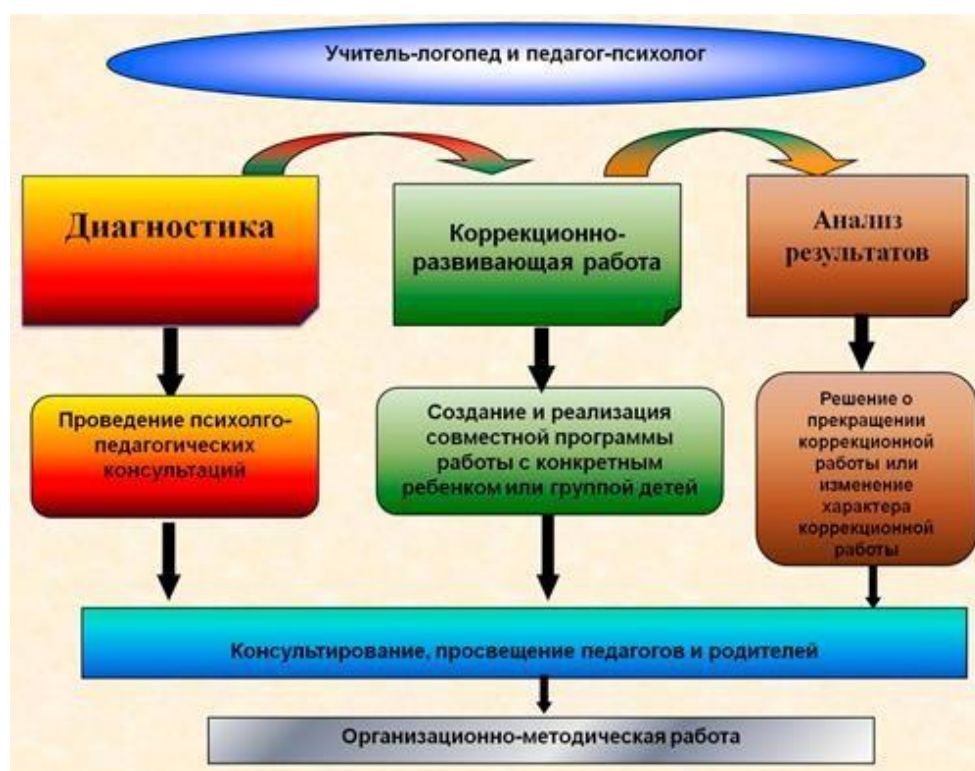 Учитель-логопед и педагог-психолог
Диагностика
Коррекционно-
развивающая работа
Анализ
результатов
Проведение психолго-
педагогических
консультаций
Создание и реализация
совместной программы
работы с конкретным
ребенком или группой детей
Решение о
прекращении
коррекционной
работы или
изменение
характера
коррекционной
работы
Консультирование, просвещение педагогов и родителей
Организационно-методическая работа